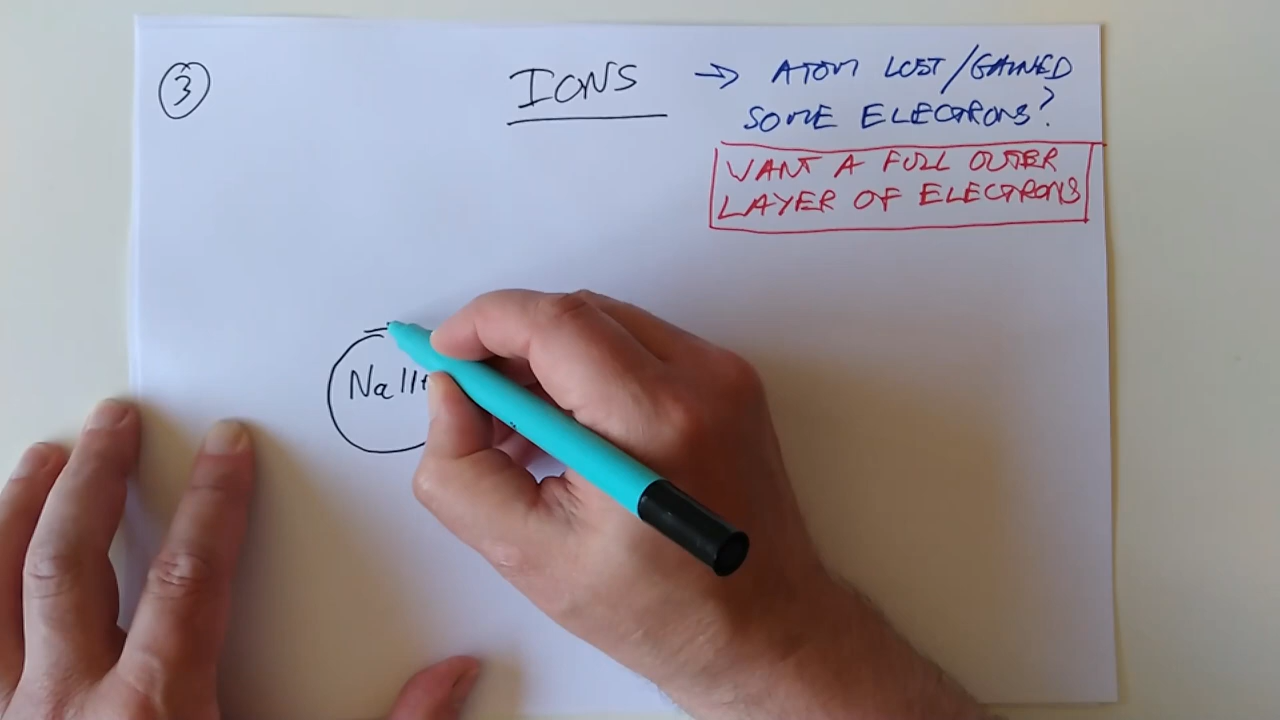 3
IONS → ATOM LOST/GAINED
SOME ELECTRONS?
WANT A FULL OUTER
LAYER OF ELECTRONS
Na 11+